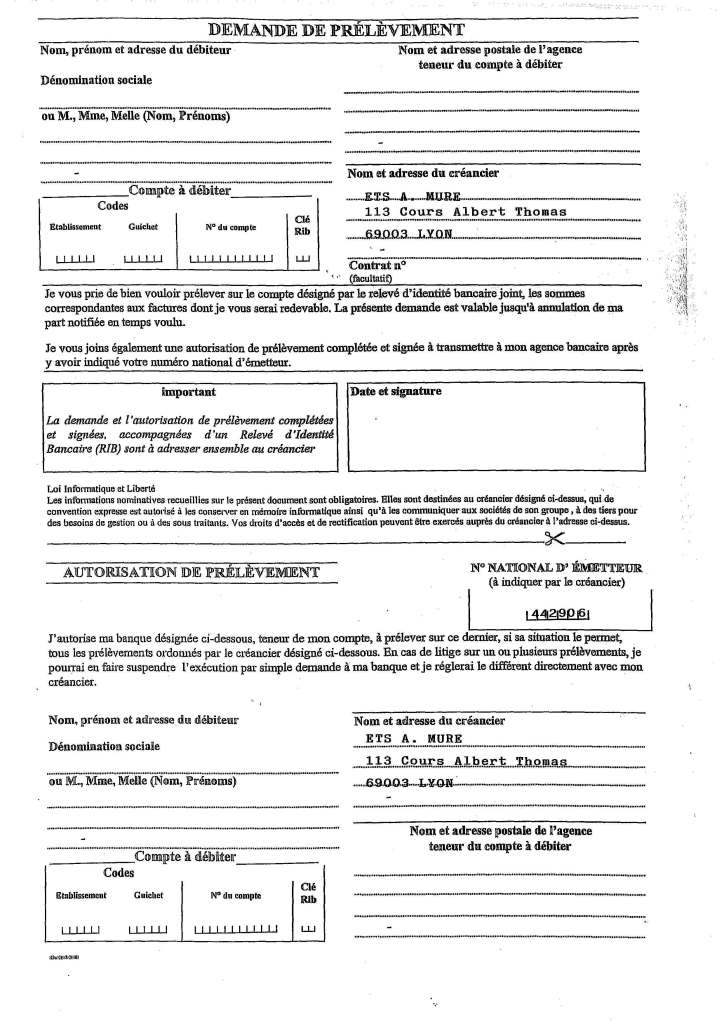 DEMANDE DE PRÉLÈVEMENT
Nom, prénom et adresse du débiteur
Dénomination sociale
ou M., Mme, Melle (Nom, Prénoms)
Nom et adresse postale de l'agence
teneur du compte à débiter
Nom et adresse du créancier
ETS A. MURE
113 Cours Albert Thomas
69003 LYON
Contrat n°
(facultatif)
Compte à débiter
Codes
Etablissement Guichet N° du compte Clé
Rib
Je vous prie de bien vouloir prélever sur le compte désigné par le relevé d'identité bancaire joint, les sommes
correspondantes aux factures dont je vous serai redevable. La présente demande est valable jusqu'à annulation de ma
part notifiée en temps voulu.
Je vous joins également une autorisation de prélèvement complétée et signée à transmettre à mon agence bancaire après
y avoir indiqué votre numéro national d'émetteur.
important
La demande et l'autorisation de prélèvement complétées
et signées, accompagnées d'un Relevé d'Identité
Bancaire (RIB) sont à adresser ensemble au créancier
Date et signature
Loi Informatique et Liberté
Les informations nominatives recueillies sur le présent document sont obligatoires. Elles sont destinées au créancier désigné ci-dessus, qui de
convention expresse est autorisé à les conserver en mémoire informatique ainsi qu'à les communiquer aux sociétés de son groupe , à des tiers pour
des besoins de gestion ou à des sous traitants. Vos droits d'accès et de rectification peuvent être exercés auprès du créancier à l'adresse ci-dessus.
AUTORISATION DE PRÉLÈVEMENT
N° NATIONAL D' ÉMETTEUR
(à indiquer par le créancier)
442906
J'autorise ma banque désignée ci-dessous, teneur de mon compte, à prélever sur ce dernier, si sa situation le permet,
tous les prélèvements ordonnés par le créancier désigné ci-dessous. En cas de litige sur un ou plusieurs prélèvements, je
pourrai en faire suspendre l'exécution par simple demande à ma banque et je réglerai le différent directement avec mon
créancier.
Nom, prénom et adresse du débiteur
Dénomination sociale
ou M., Mme, Melle (Nom, Prénoms)
Nom et adresse du créancier
ETS A. MURE
113 Cours Albert Thomas
69003 LYON
Nom et adresse postale de l'agence
teneur du compte à débiter
Compte à débiter
Codes
Etablissement Guichet N° du compte Clé
Rib